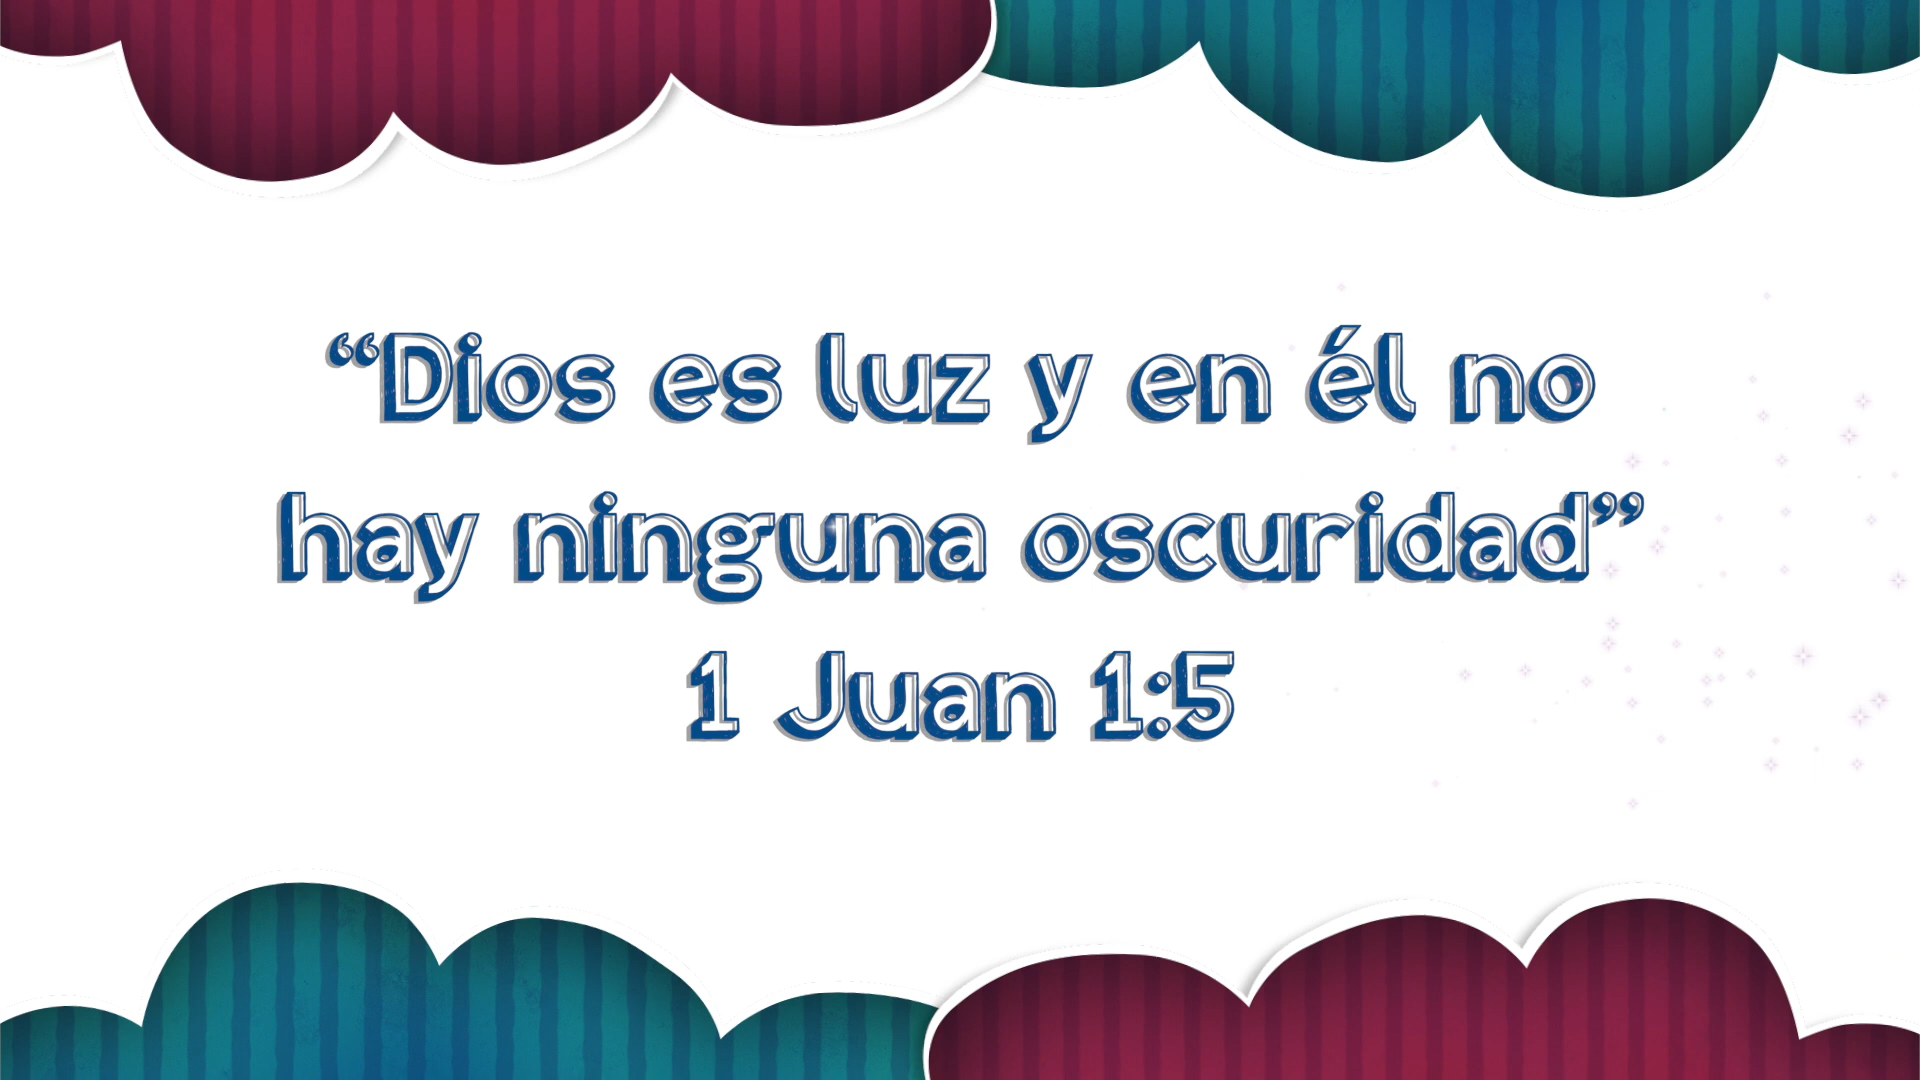 “Dios es luz y en él no
hay ninguna oscuridad”
1 Juan 1:5